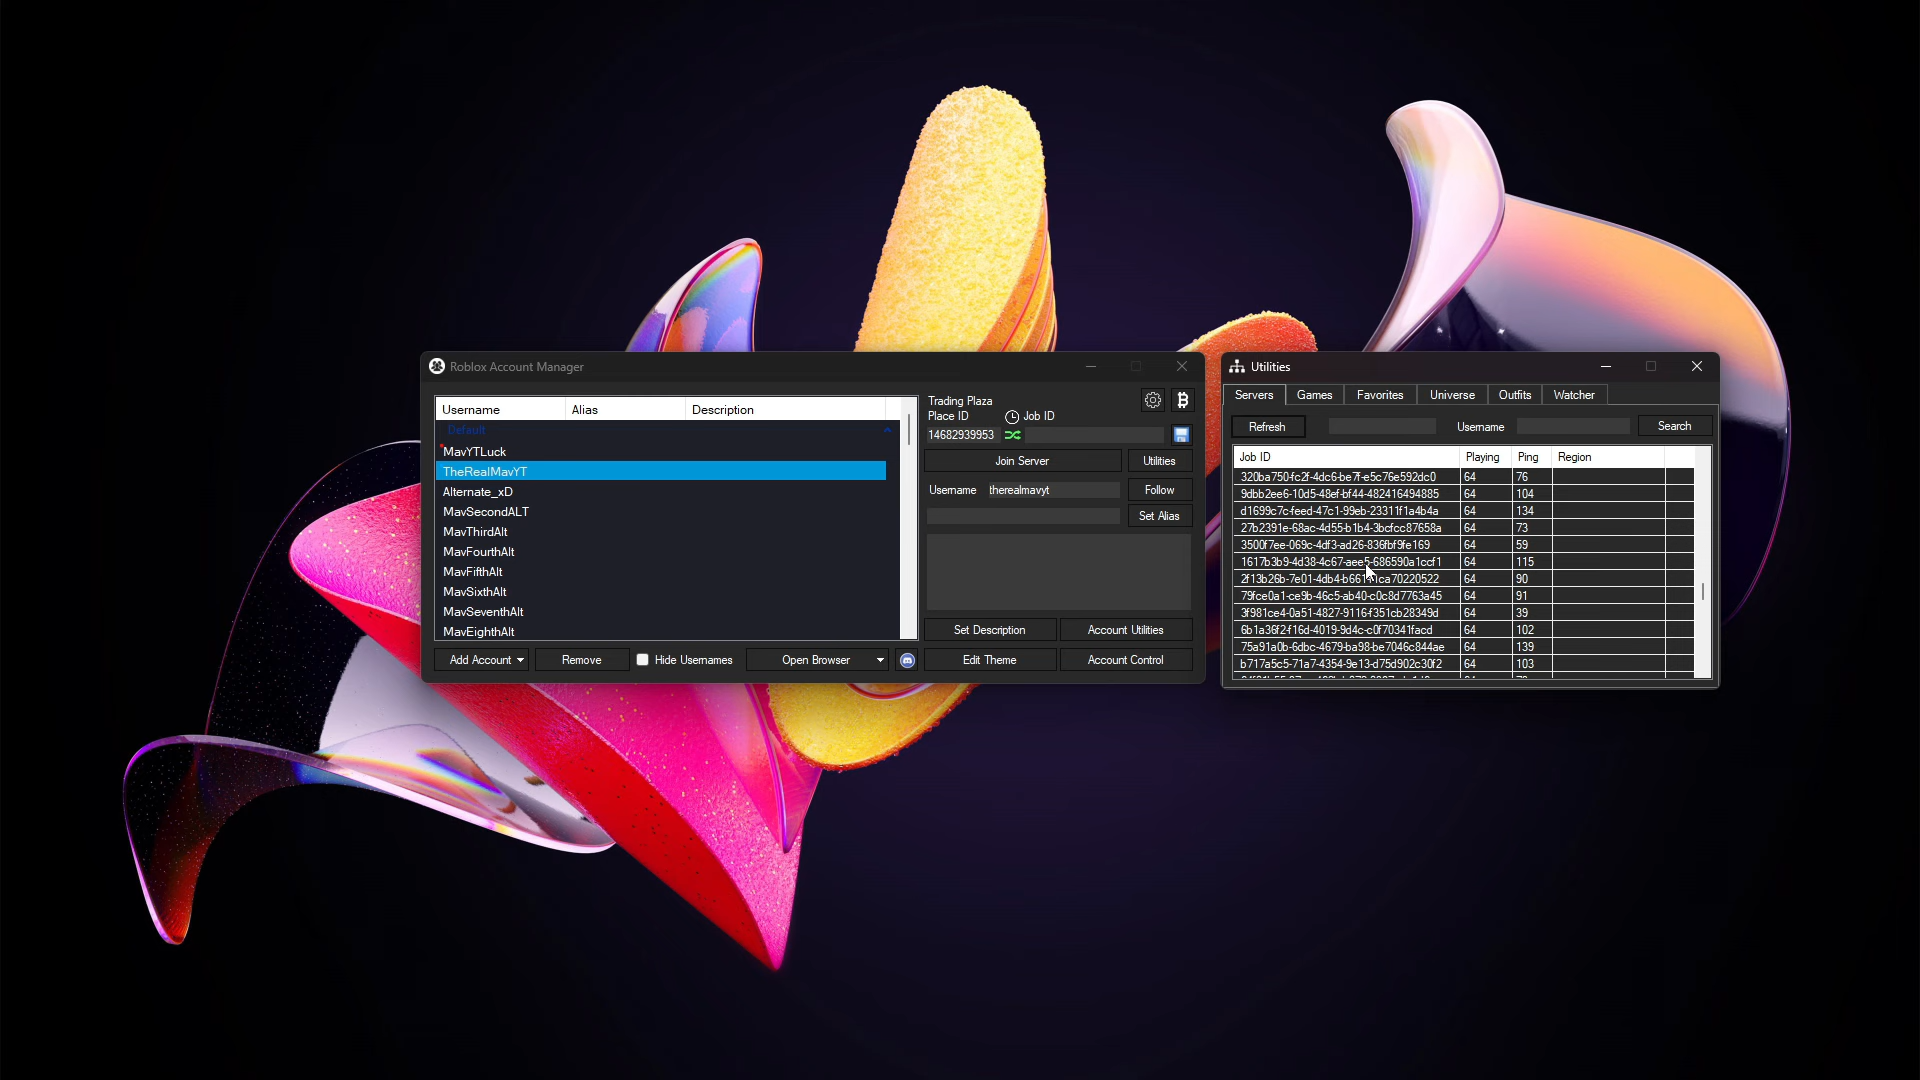 Roblox Account Manager
Username Alias Description
Default
MavYTLuck
TheRealMavYT
Alternate_xD
MavSecondALT
MavThirdAlt
MavFourthAlt
MavFifthAlt
MavSixthAlt
MavSeventhAlt
MavEighthAlt
Add Account
Remove
Hide Usernames
Open Browser
Trading Plaza
Place ID Job ID
14682939953
Join Server Utilities
Username therealmavyt Follow
Set Alias
Set Description Account Utilities
Edit Theme Account Control
Utilities
Servers Games Favorites Universe Outfits Watcher
Refresh Username Search
Job ID Playing Ping Region
320ba750-fc2f-4dc6-be7f-e5c76e592dc0 64 76
9dbb2ee6-10d5-48ef-bf44-482416494885 64 104
d1699c7c-feed-47c1-99eb-23311f1a4b4a 64 134
27b2391e-68ac-4d55-b1b4-3bcfcc87658a 64 73
3500f7ee-069c-4df3-ad26-836fbf9fe169 64 59
1617b3b9-4d38-4c67-aee5-686590a1ccf1 64 115
64 90
79fce0a1-ce9b-46c5-ab40-c0c8d7763a45 64 91
3f981ce4-0a51-4827-9116-f351cb28349d 64 39
6b1a36f2-f16d-4019-9d4c-c0f70341facd 64 102
75a91a0b-6dbc-4679-ba98-be7046c844ae 64 139
b717a5c5-71a7-4354-9e13-d75d902c30f2 64 103